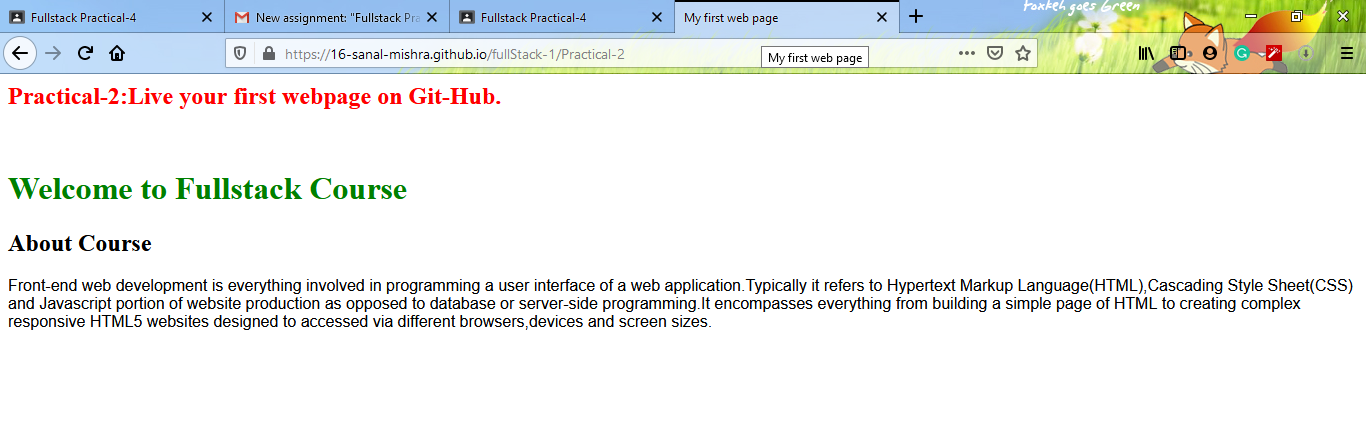 Fullstack Practical-4
New assignment: "Fullstack Pra
Fullstack Practical-4
My first web page
foxkeh goes Green
https://16-sanal-mishra.github.io/fullStack-1/Practical-2
My first web page
Practical-2:Live your first webpage on Git-Hub.
Welcome to Fullstack Course
About Course
Front-end web development is everything involved in programming a user interface of a web application.Typically it refers to Hypertext Markup Language(HTML),Cascading Style Sheet(CSS)
and Javascript portion of website production as opposed to database or server-side programming.It encompasses everything from building a simple page of HTML to creating complex
responsive HTML5 websites designed to accessed via different browsers,devices and screen sizes.